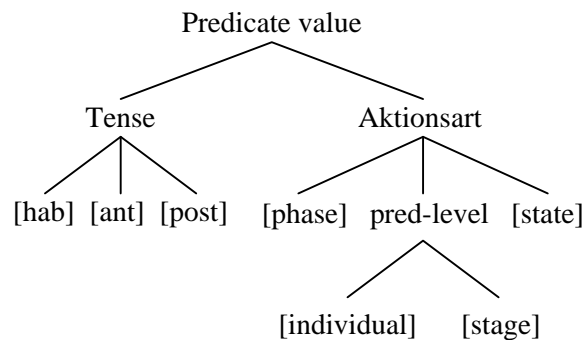 Predicate value
Tense Aktionsart
[hab] [ant] [post] [phase] pred-level [state]
[individual] [stage]